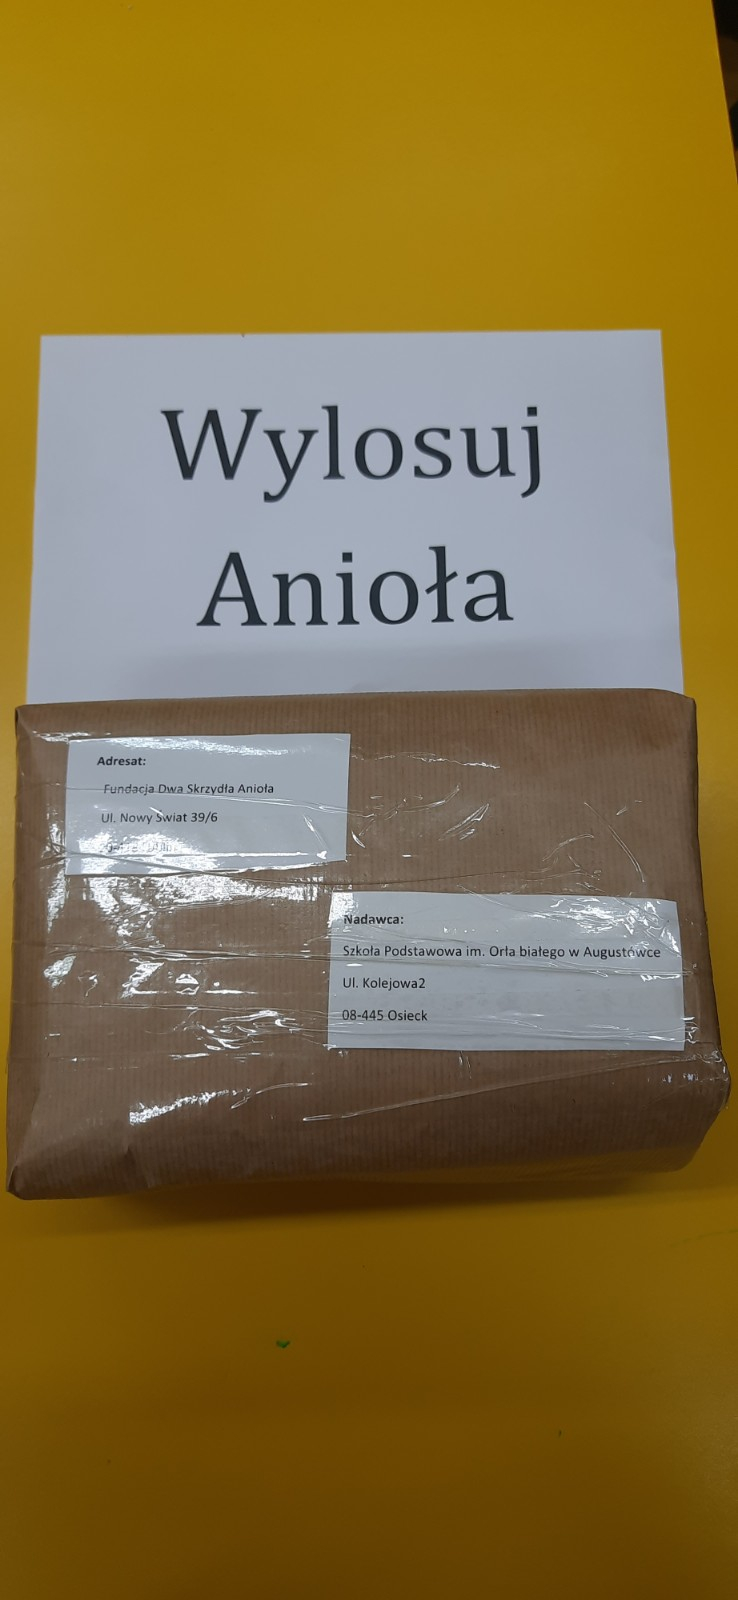 Wylosuj
Anioła
Adresat:
Fundacja Dwa Skrzydła Anioła
Ul. Nowy Świat 39/6
Nadawca:
Szkoła Podstawowa im. Orła białego w Augustówce
Ul. Kolejowa2
08-445 Osieck